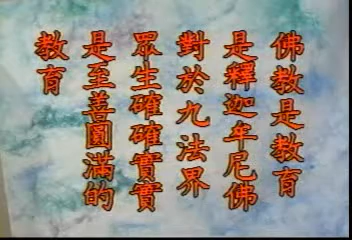 佛教是教育
是釋迦牟尼佛
對於九法界
眾生確確實實
是至善圓滿的
教育